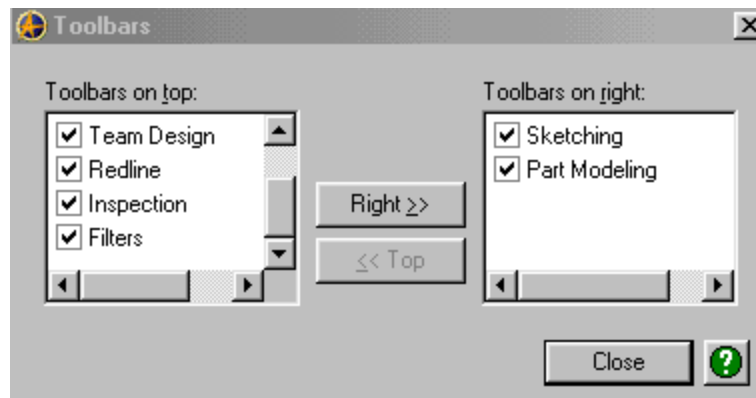 Toolbars
Toolbars on top:
Team Design
Redline
Inspection
Filters
Right >>
<< Top
Toolbars on right:
Sketching
Part Modeling
Close
?